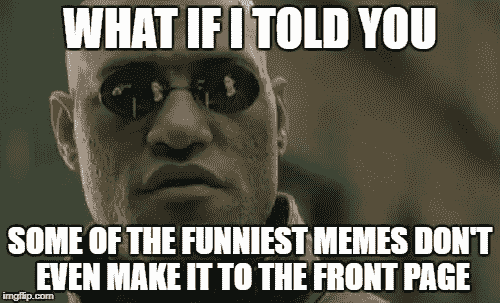 WHAT IF I TOLD YOU
SOME OF THE FUNNIEST MEMES DON'T
EVEN MAKE IT TO THE FRONT PAGE
imgflip.com